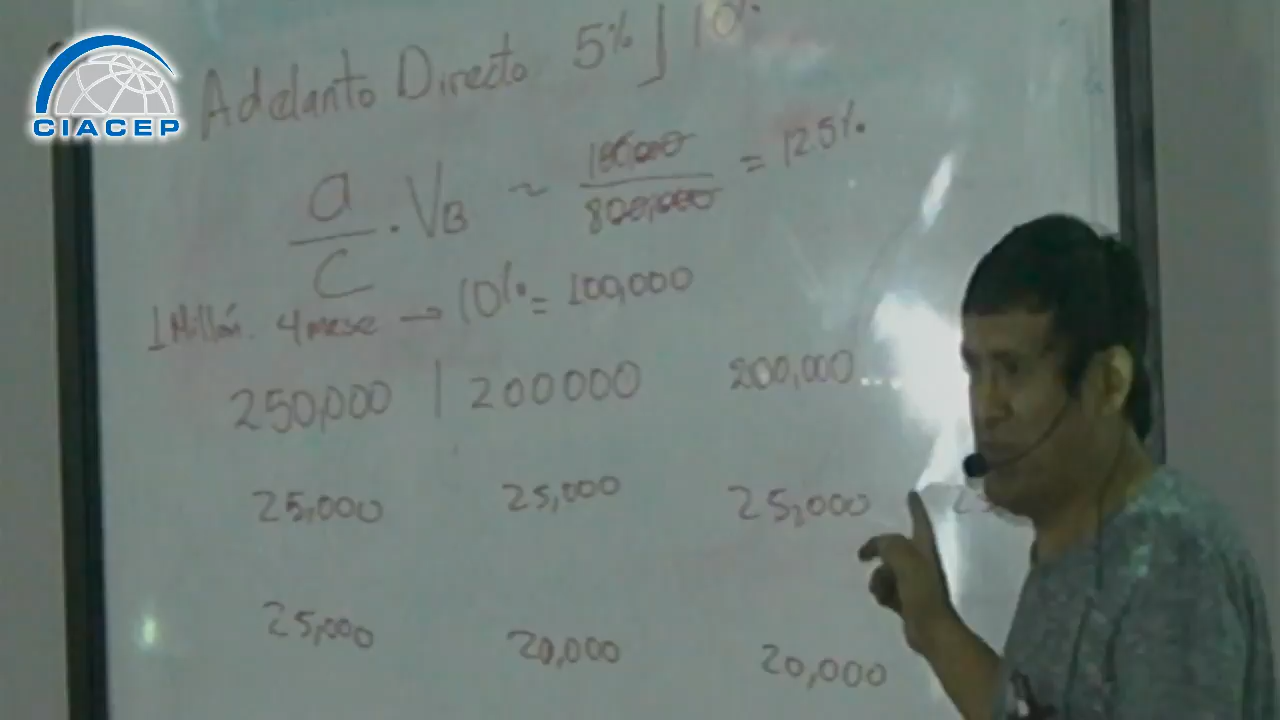 CIACEP
Adelanto Directo 5% ] 10%
a/C . VB ~ 100,000/800,000 = 12.5%
1 Millón. 4 mese → 10% = 100,000
250,000 | 200000 200,000...
25,000 25,000 25,000
25,000 20,000 20,000